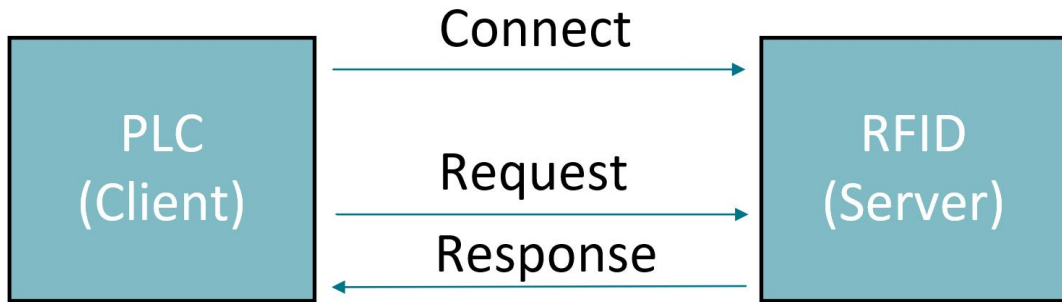 Connect
PLC
(Client)
RFID
(Server)
Request
Response